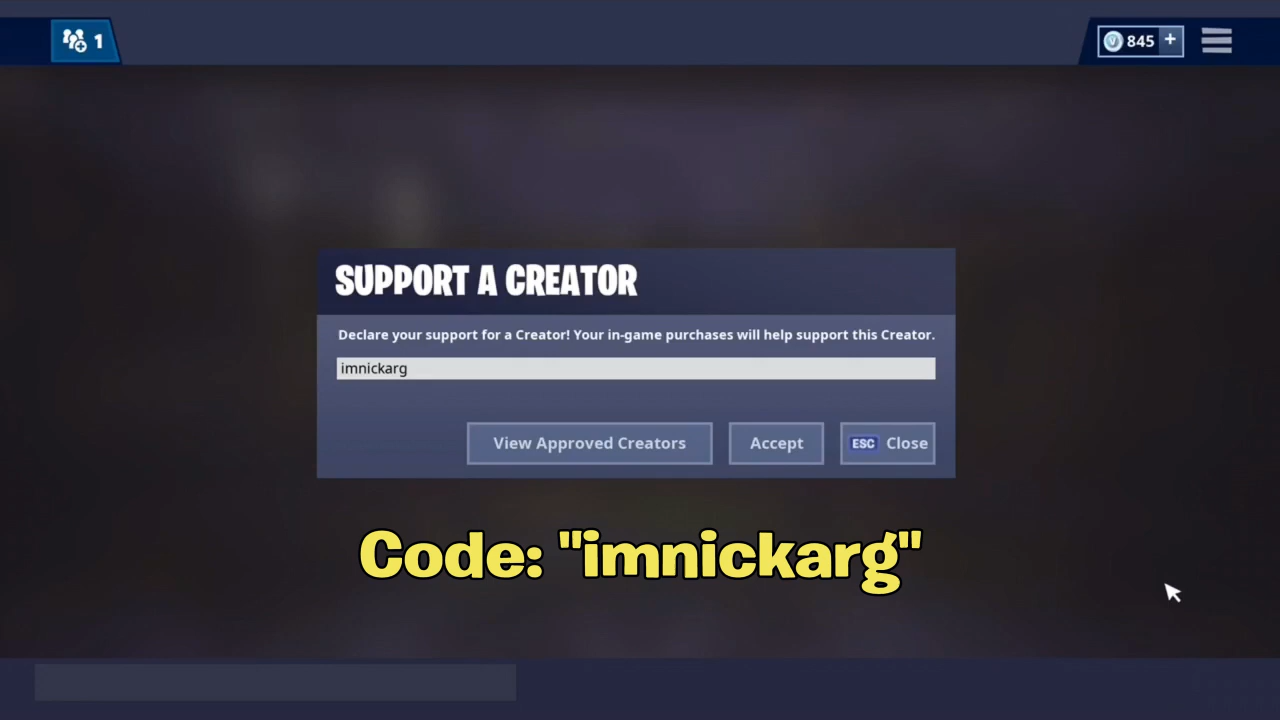 1
845 +
SUPPORT A CREATOR
Declare your support for a Creator! Your in-game purchases will help support this Creator.
imnickarg
View Approved Creators Accept ESC Close
Code: "imnickarg"